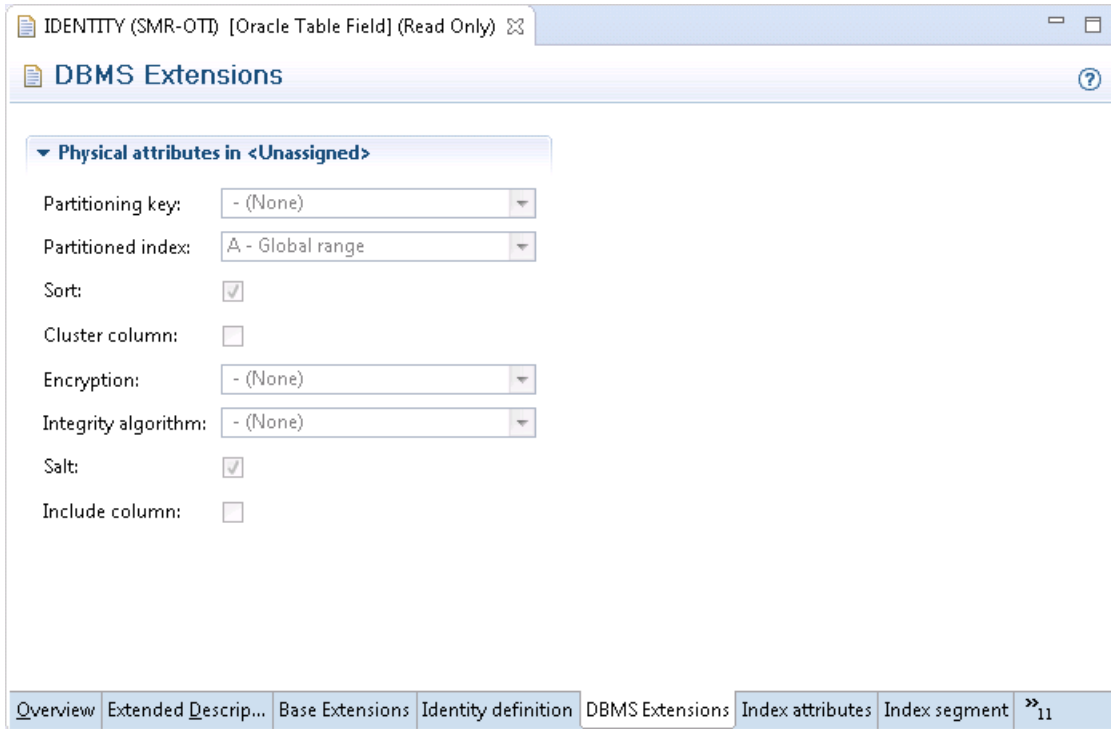 IDENTITY (SMR-OTI) [Oracle Table Field] (Read Only)
DBMS Extensions
Physical attributes in <Unassigned>
Partitioning key: - (None)
Partitioned index: A - Global range
Sort:
Cluster column:
Encryption: - (None)
Integrity algorithm: - (None)
Salt:
Include column:
Overview Extended Descrip... Base Extensions Identity definition DBMS Extensions Index attributes Index segment »11